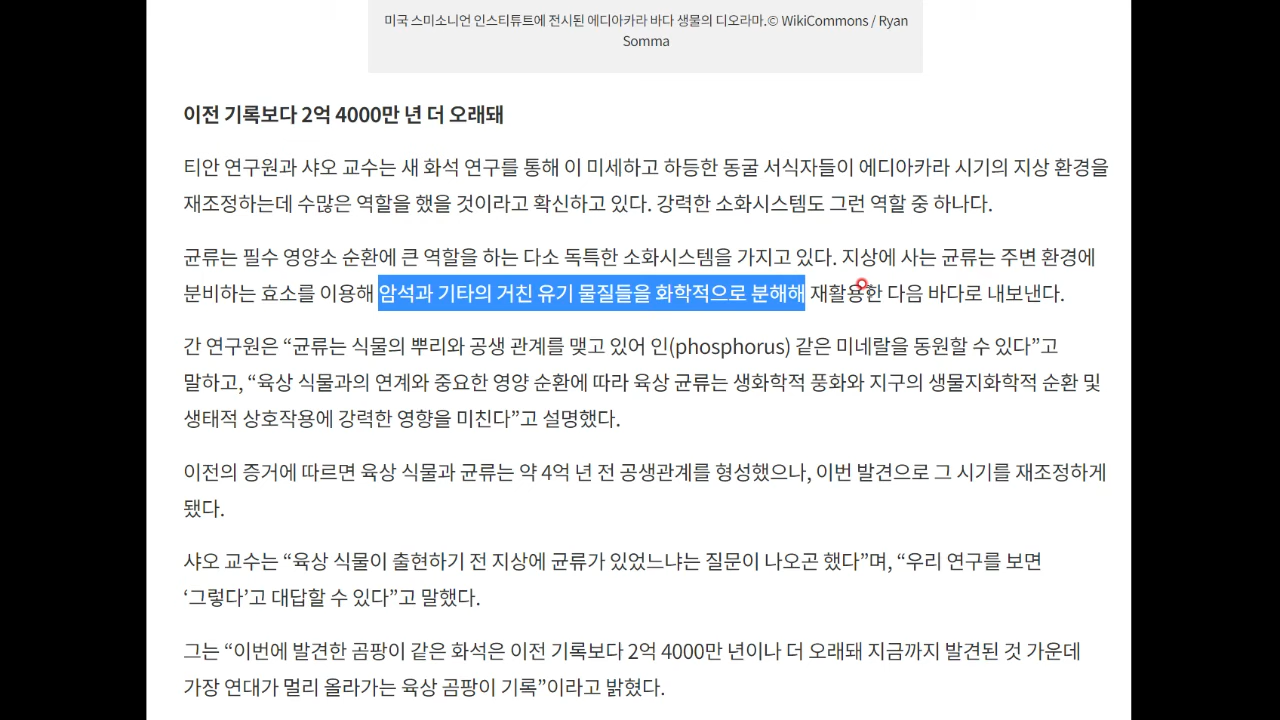 미국 스미소니언 인스티튜트에 전시된 에디아카라 바다 생물의 디오라마.© WikiCommons / Ryan
Somma
이전 기록보다 2억 4000만 년 더 오래돼
티안 연구원과 샤오 교수는 새 화석 연구를 통해 이 미세하고 하등한 동굴 서식자들이 에디아카라 시기의 지상 환경을
재조정하는데 수많은 역할을 했을 것이라고 확신하고 있다. 강력한 소화시스템도 그런 역할 중 하나다.
균류는 필수 영양소 순환에 큰 역할을 하는 다소 독특한 소화시스템을 가지고 있다. 지상에 사는 균류는 주변 환경에
분비하는 효소를 이용해 암석과 기타의 거친 유기 물질들을 화학적으로 분해해 재활용한 다음 바다로 내보낸다.
간 연구원은 “균류는 식물의 뿌리와 공생 관계를 맺고 있어 인(phosphorus) 같은 미네랄을 동원할 수 있다”고
말하고, “육상 식물과의 연계와 중요한 영양 순환에 따라 육상 균류는 생화학적 풍화와 지구의 생물지화학적 순환 및
생태적 상호작용에 강력한 영향을 미친다”고 설명했다.
이전의 증거에 따르면 육상 식물과 균류는 약 4억 년 전 공생관계를 형성했으나, 이번 발견으로 그 시기를 재조정하게
됐다.
샤오 교수는 “육상 식물이 출현하기 전 지상에 균류가 있었느냐는 질문이 나오곤 했다”며, “우리 연구를 보면
‘그렇다’고 대답할 수 있다”고 말했다.
그는 “이번에 발견한 곰팡이 같은 화석은 이전 기록보다 2억 4000만 년이나 더 오래돼 지금까지 발견된 것 가운데
가장 연대가 멀리 올라가는 육상 곰팡이 기록”이라고 밝혔다.